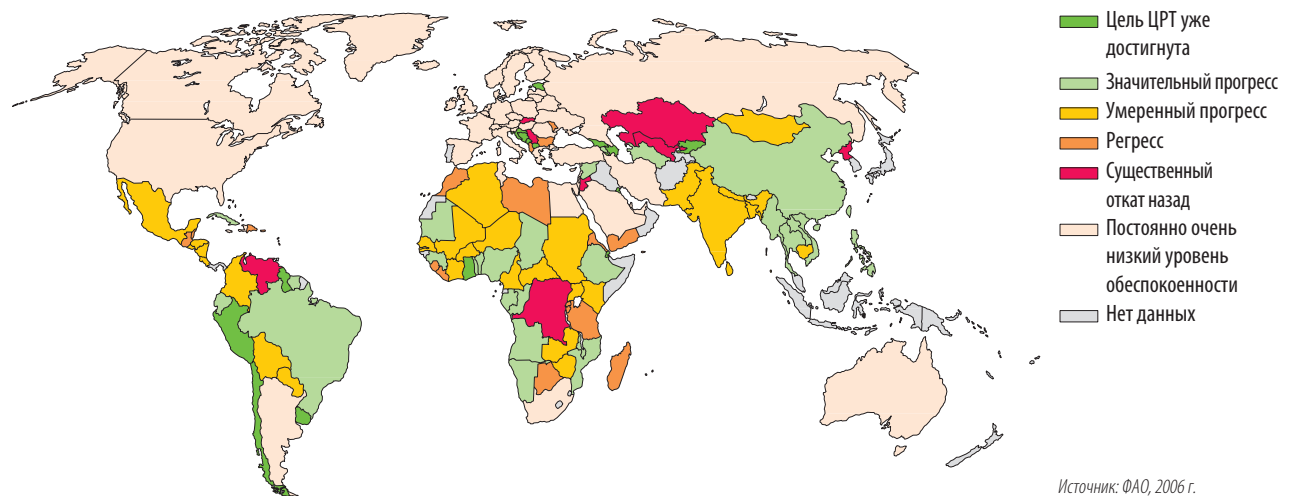 Цель ЦРТ уже
достигнута
Значительный прогресс
Умеренный прогресс
Регресс
Существенный
откат назад
Постоянно очень
низкий уровень
обеспокоенности
Нет данных
Источник: ФАО, 2006 г.